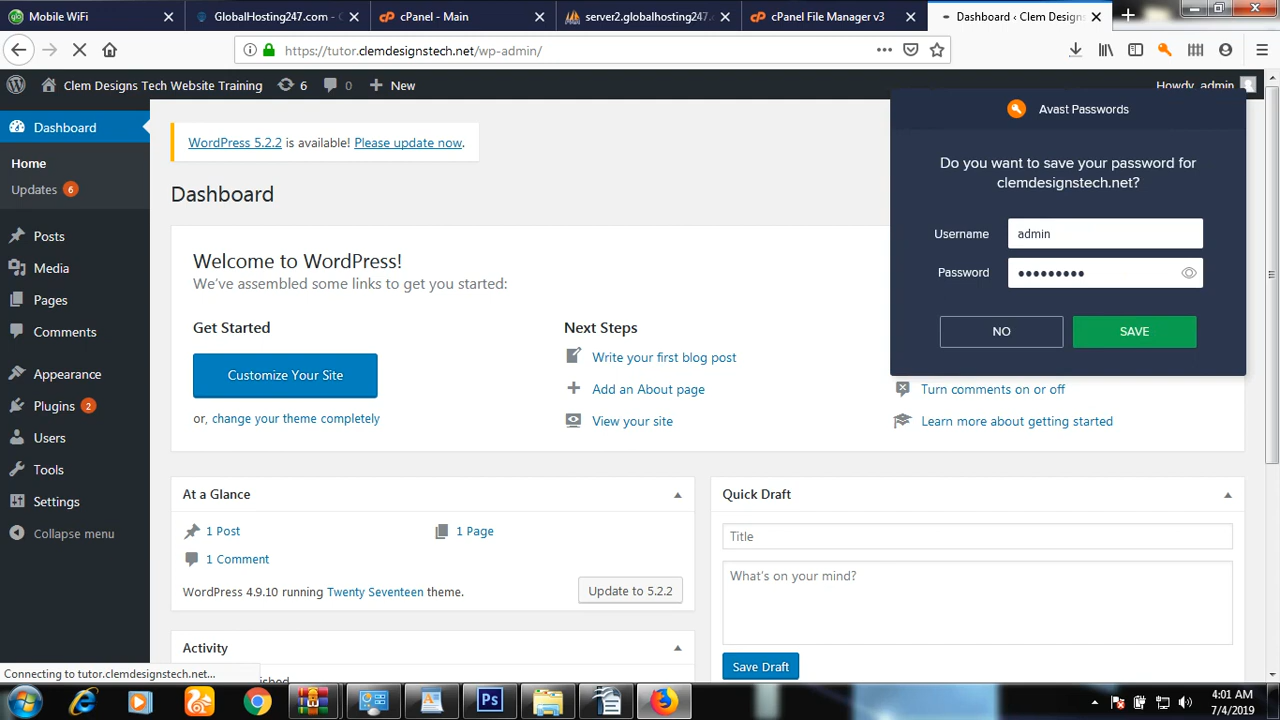 Mobile WiFi
GlobalHosting247.com -
cPanel - Main
server2.globalhosting247.
cPanel File Manager v3
Dashboard ‹ Clem Designs
https://tutor.clemdesignstech.net/wp-admin/
Clem Designs Tech Website Training
6
0
New
Howdy, admin
Dashboard
Home
Updates 6
Posts
Media
Pages
Comments
Appearance
Plugins 2
Users
Tools
Settings
Collapse menu
WordPress 5.2.2 is available! Please update now.
Dashboard
Welcome to WordPress!
We've assembled some links to get you started:
Get Started
Customize Your Site
or, change your theme completely
Next Steps
Write your first blog post
Add an About page
View your site
Turn comments on or off
Learn more about getting started
Avast Passwords
Do you want to save your password for
clemdesignstech.net?
Username admin
Password •••••••••
NO
SAVE
At a Glance
1 Post
1 Page
1 Comment
WordPress 4.9.10 running Twenty Seventeen theme.
Update to 5.2.2
Activity
Quick Draft
Title
What's on your mind?
Save Draft
Connecting to tutor.clemdesignstech.net...
Ps
4:01 AM
7/4/2019